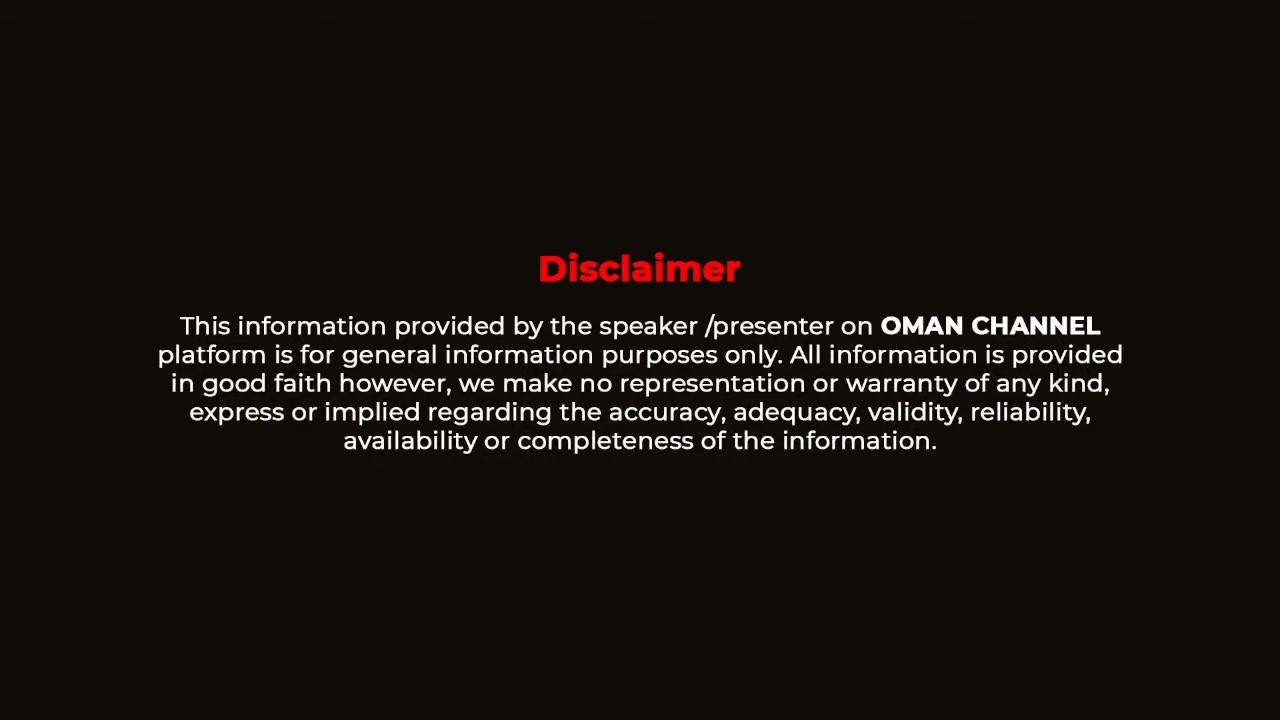 Disclaimer
This information provided by the speaker /presenter on OMAN CHANNEL
platform is for general information purposes only. All information is provided
in good faith however, we make no representation or warranty of any kind,
express or implied regarding the accuracy, adequacy, validity, reliability,
availability or completeness of the information.